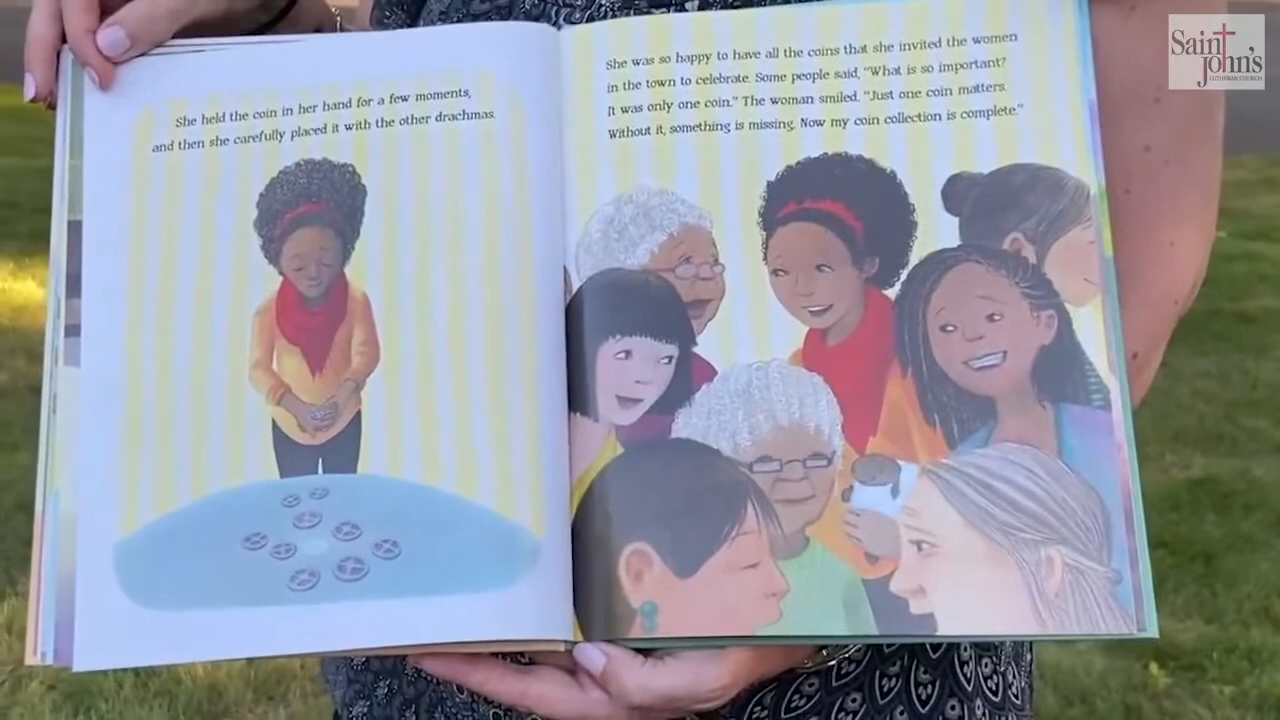 She held the coin in her hand for a few moments,
and then she carefully placed it with the other drachmas.
She was so happy to have all the coins that she invited the women
in the town to celebrate. Some people said, "What is so important?
It was only one coin." The woman smiled. "Just one coin matters.
Without it, something is missing. Now my coin collection is complete."
Saint
John's
LUTHERAN CHURCH